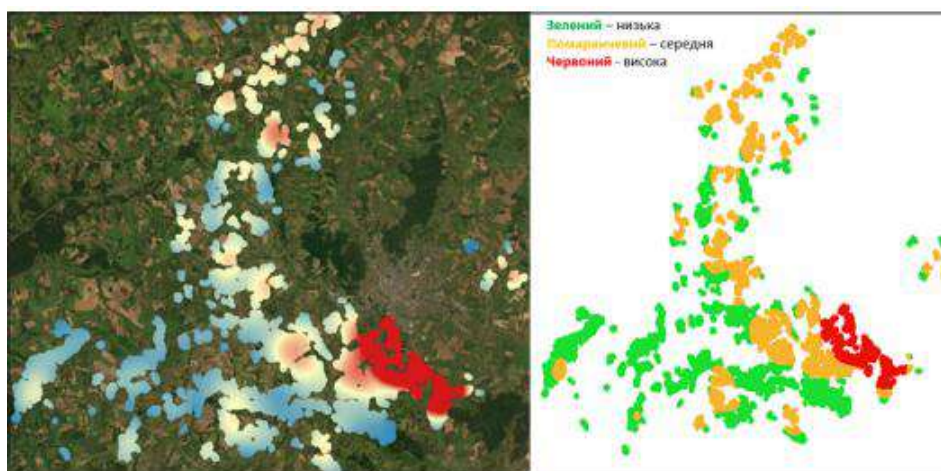 Зелений – низька
Помаранчевий – середня
Червоний – висока